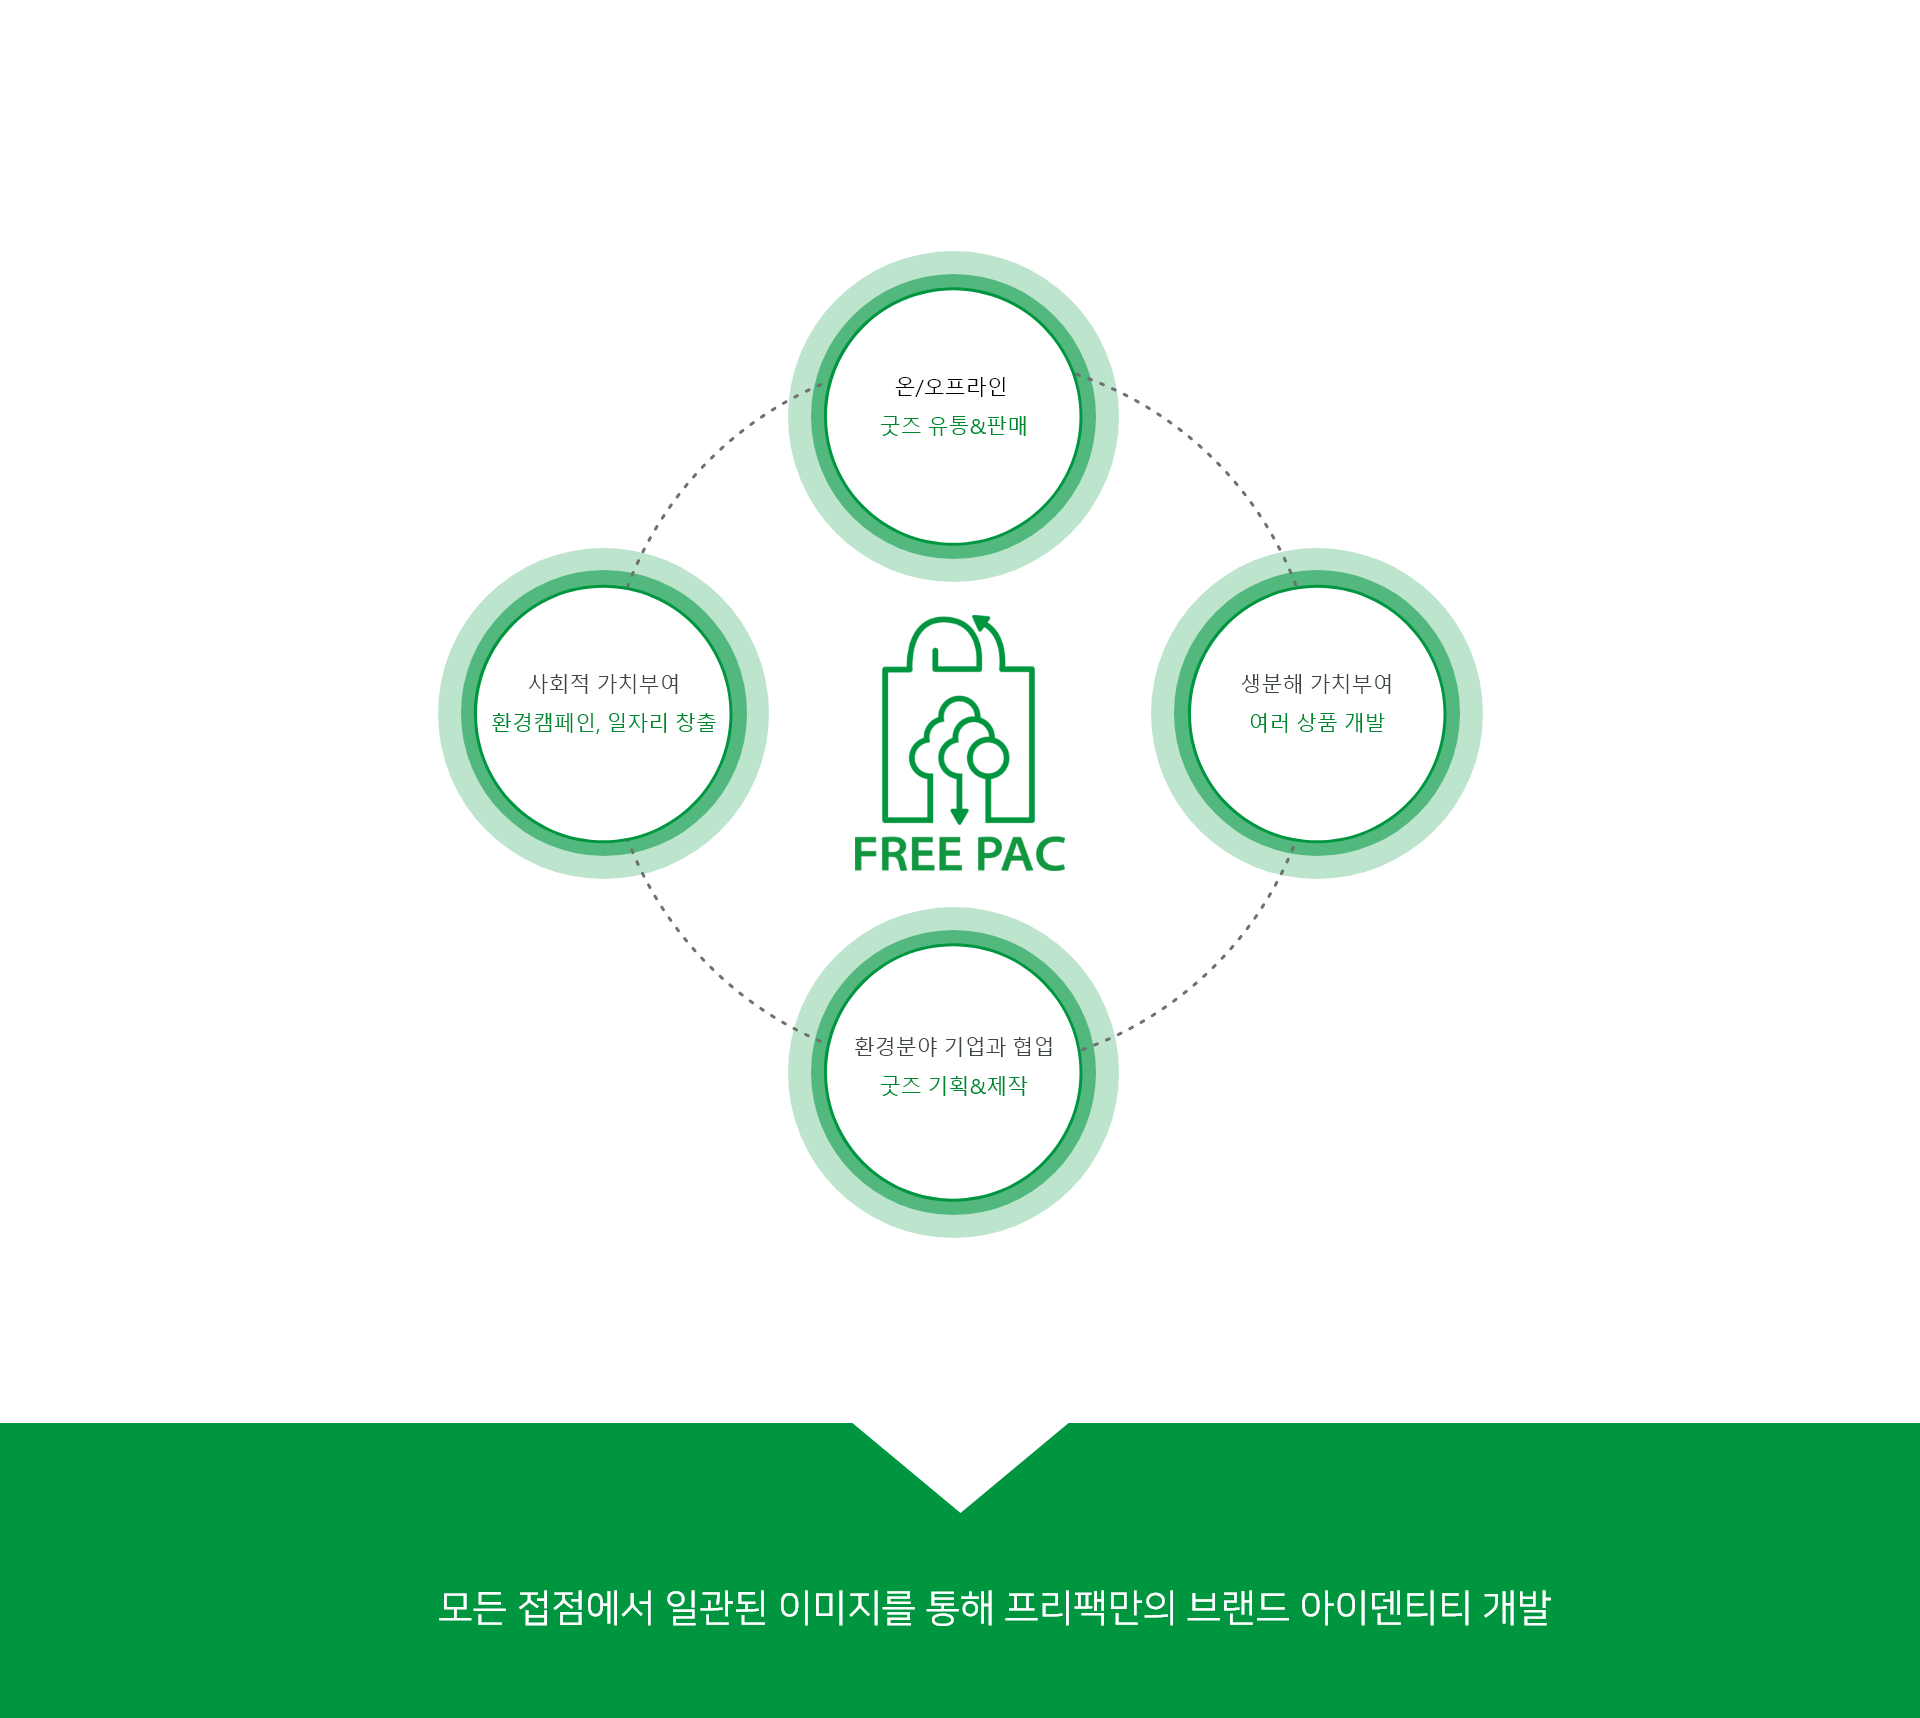 온/오프라인
굿즈 유통&판매
사회적 가치부여
환경캠페인, 일자리 창출
생분해 가치부여
여러 상품 개발
FREE PAC
환경분야 기업과 협업
굿즈 기획&제작
모든 접점에서 일관된 이미지를 통해 프리팩만의 브랜드 아이덴티티 개발